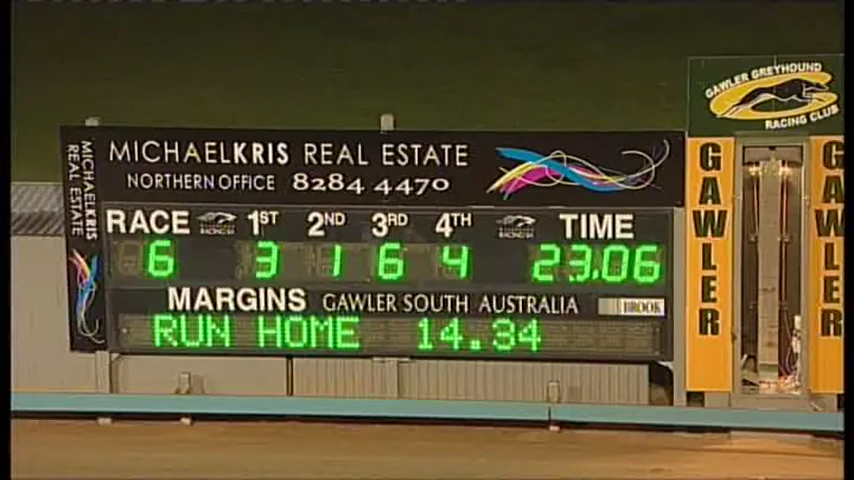 GAWLER GREYHOUND
RACING CLUB
MICHAELKRIS REAL ESTATE
NORTHERN OFFICE 8284 4470
MICHAELKRIS
REAL ESTATE
RACE 1ST 2ND 3RD 4TH TIME
6 3 1 6 4 23.06
MARGINS GAWLER SOUTH AUSTRALIA BROOK
RUN HOME 14.34
GAWLER
GAWLER